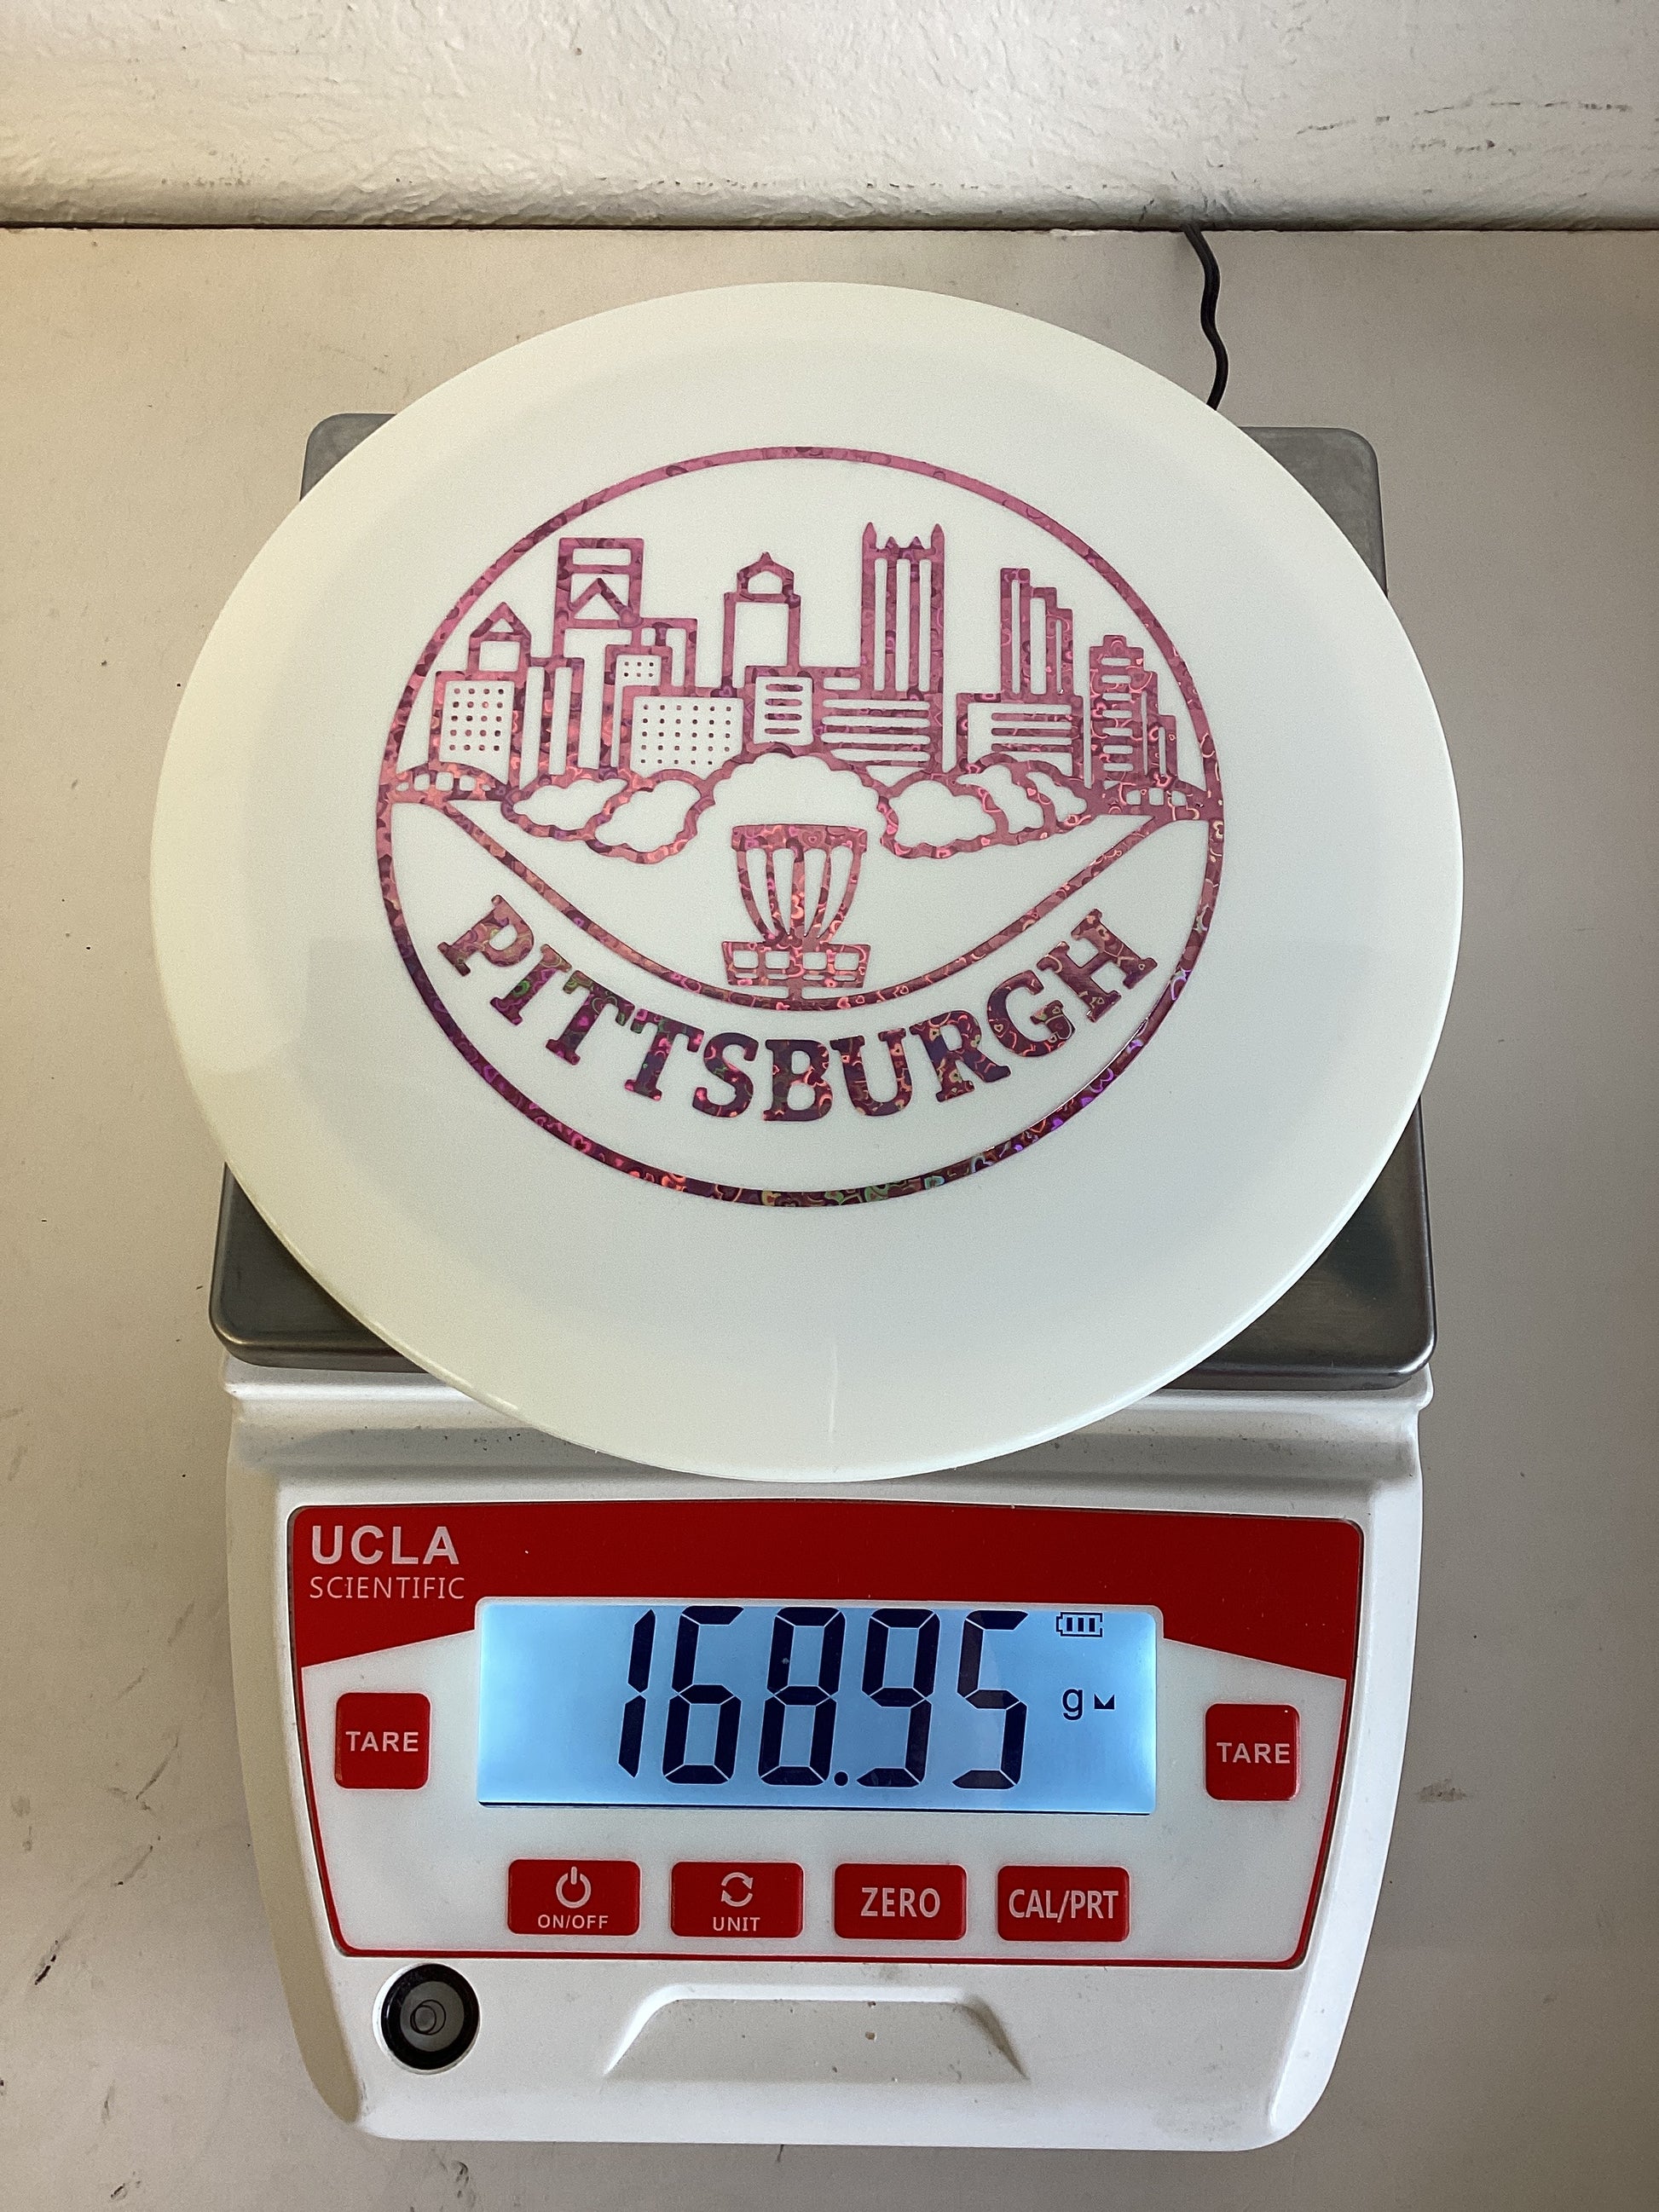 PITTSBURGH
UCLA
SCIENTIFIC
168.95
g
TARE
TARE
ON/OFF
UNIT
ZERO
CAL/PRT